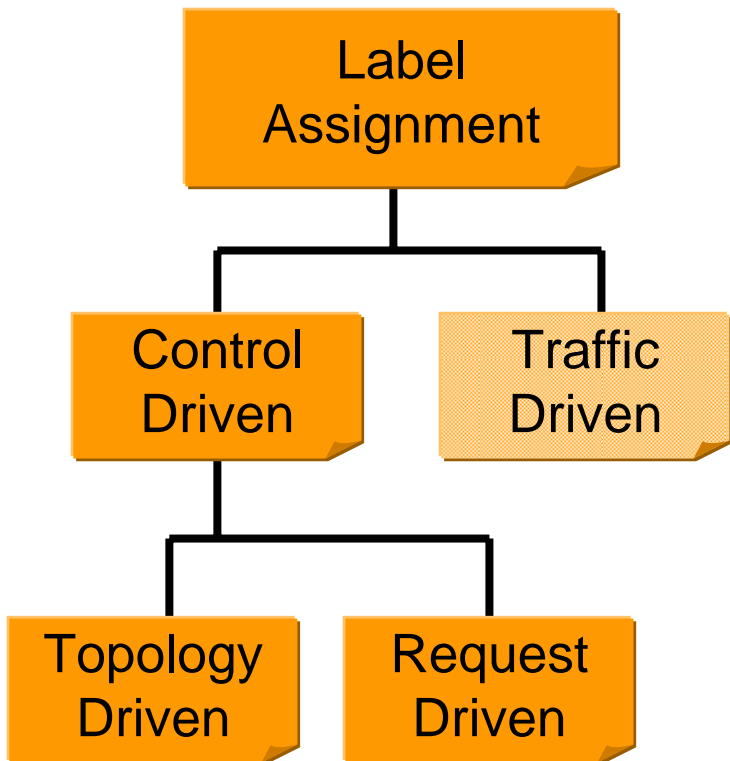 Label
Assignment
Control
Driven
Traffic
Driven
Topology
Driven
Request
Driven